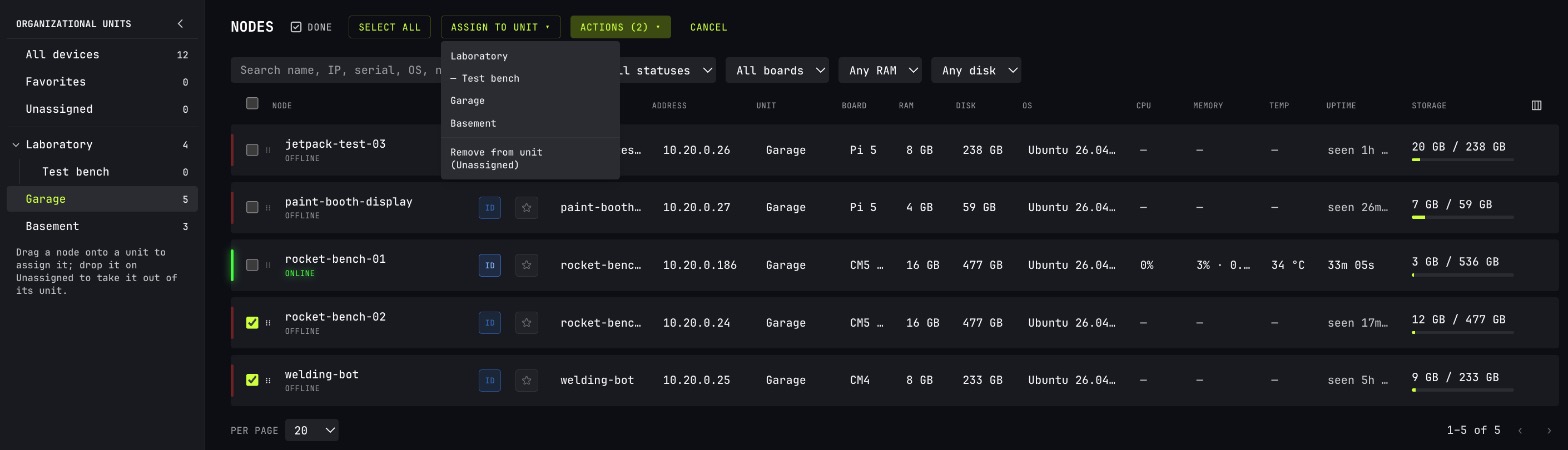 ORGANIZATIONAL UNITS
All devices 12
Favorites 0
Unassigned 0
Laboratory 4
Test bench 0
Garage 5
Basement 3
Drag a node onto a unit to
assign it; drop it on
Unassigned to take it out of
its unit.
NODES DONE SELECT ALL ASSIGN TO UNIT ACTIONS (2) CANCEL
Laboratory
— Test bench
Garage
Basement
Remove from unit
(Unassigned)
Search name, IP, serial, OS, n All boards Any RAM Any disk
statuses
NODE ADDRESS UNIT BOARD RAM DISK OS CPU MEMORY TEMP UPTIME STORAGE
jetpack-test-03 es… 10.20.0.26 Garage Pi 5 8 GB 238 GB Ubuntu 26.04… — — — seen 1h … 20 GB / 238 GB
OFFLINE
paint-booth-display ID paint-booth… 10.20.0.27 Garage Pi 5 4 GB 59 GB Ubuntu 26.04… — — — seen 26m… 7 GB / 59 GB
OFFLINE
rocket-bench-01 ID rocket-benc… 10.20.0.186 Garage CM5 … 16 GB 477 GB Ubuntu 26.04… 0% 3% · 0.… 34 °C 33m 05s 3 GB / 536 GB
ONLINE
rocket-bench-02 ID rocket-benc… 10.20.0.24 Garage CM5 … 16 GB 477 GB Ubuntu 26.04… — — — seen 17m… 12 GB / 477 GB
OFFLINE
welding-bot ID welding-bot 10.20.0.25 Garage CM4 8 GB 233 GB Ubuntu 26.04… — — — seen 5h … 9 GB / 233 GB
OFFLINE
PER PAGE 20 1–5 of 5